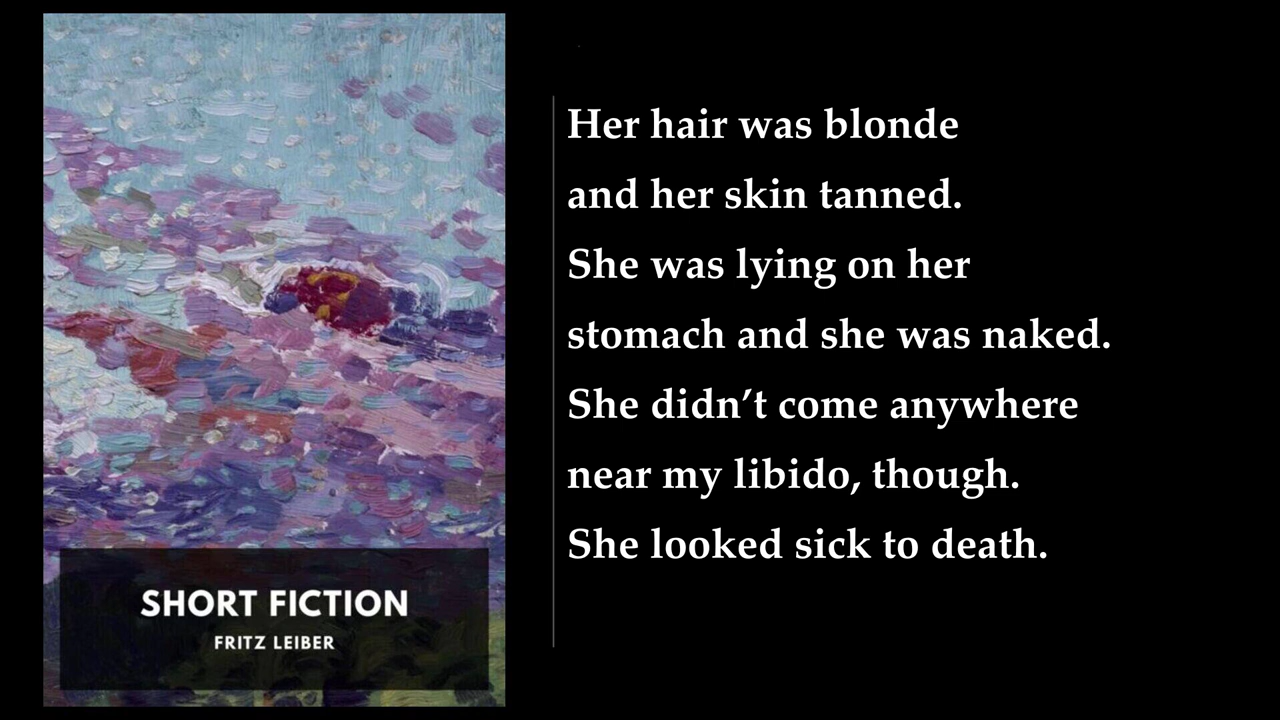 Her hair was blonde
and her skin tanned.
She was lying on her
stomach and she was naked.
She didn’t come anywhere
near my libido, though.
She looked sick to death.
SHORT FICTION
FRITZ LEIBER